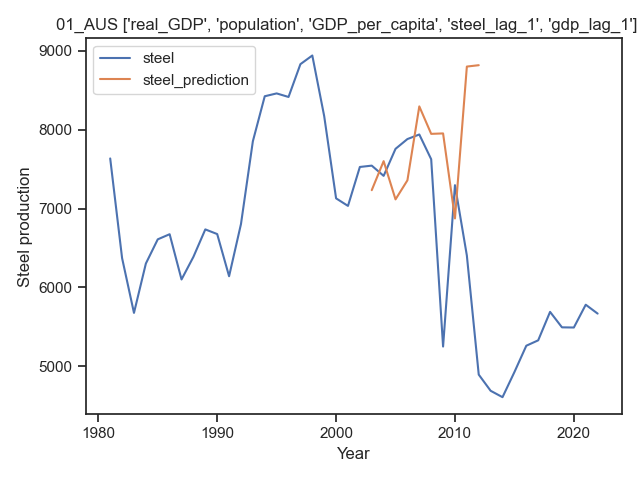 01_AUS ['real_GDP', 'population', 'GDP_per_capita', 'steel_lag_1', 'gdp_lag_1']
steel
steel_prediction
9000
8000
7000
6000
5000
Steel production
1980
1990
2000
2010
2020
Year